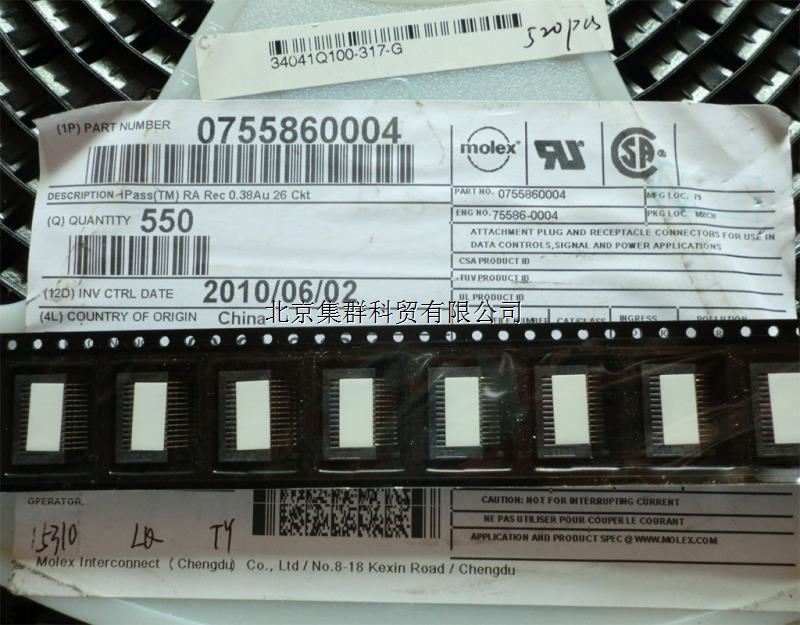 34041Q100-317-G
520pcs
(1P) PART NUMBER 0755860004
molex
SA
DESCRIPTION iPass(TM) RA Rec 0.38Au 26 Ckt
PART NO. 0755860004
MFG LOC.
(Q) QUANTITY 550
ENG NO. 75586-0004
PKG LOC. MXCH
ATTACHMENT PLUG AND RECEPTACLE CONNECTORS FOR USE IN
DATA CONTROLS,SIGNAL AND POWER APPLICATIONS
CSA PRODUCT ID
TUV PRODUCT ID
(12D) INV CTRL DATE 2010/06/02
UL PRODUCT ID
北京集群科贸有限公司
(4L) COUNTRY OF ORIGIN China
CAT/CLASS INGRESS POLLUTION
OPERATOR
15310
CAUTION: NOT FOR INTERRUPTING CURRENT
NE PAS UTILISER POUR COUPER LE COURANT
APPLICATION AND PRODUCT SPEC @ WWW.MOLEX.COM
Molex Interconnect (Chengdu) Co., Ltd / No.8-18 Kexin Road / Chengdu